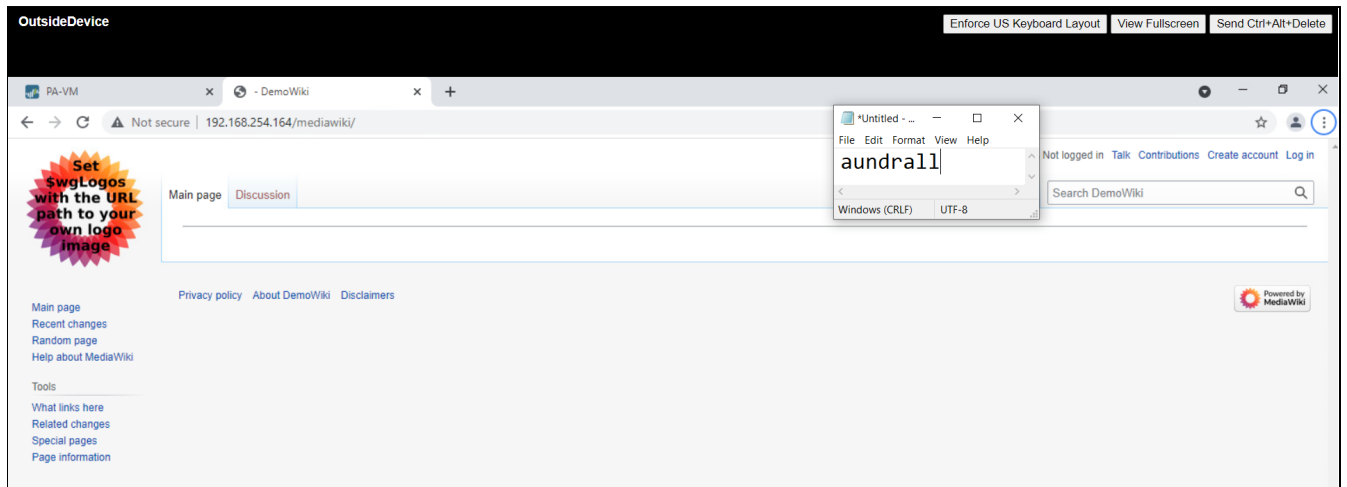 OutsideDevice
Enforce US Keyboard Layout View Fullscreen Send Ctrl+Alt+Delete
PA-VM
- DemoWiki
Not secure | 192.168.254.164/mediawiki/
*Untitled - ...
File Edit Format View Help
aundrall
Windows (CRLF) UTF-8
Not logged in Talk Contributions Create account Log in
Set
$wgLogos
with the URL
path to your
own logo
image
Main page Discussion
Search DemoWiki
Privacy policy About DemoWiki Disclaimers
Powered by
MediaWiki
Main page
Recent changes
Random page
Help about MediaWiki
Tools
What links here
Related changes
Special pages
Page information